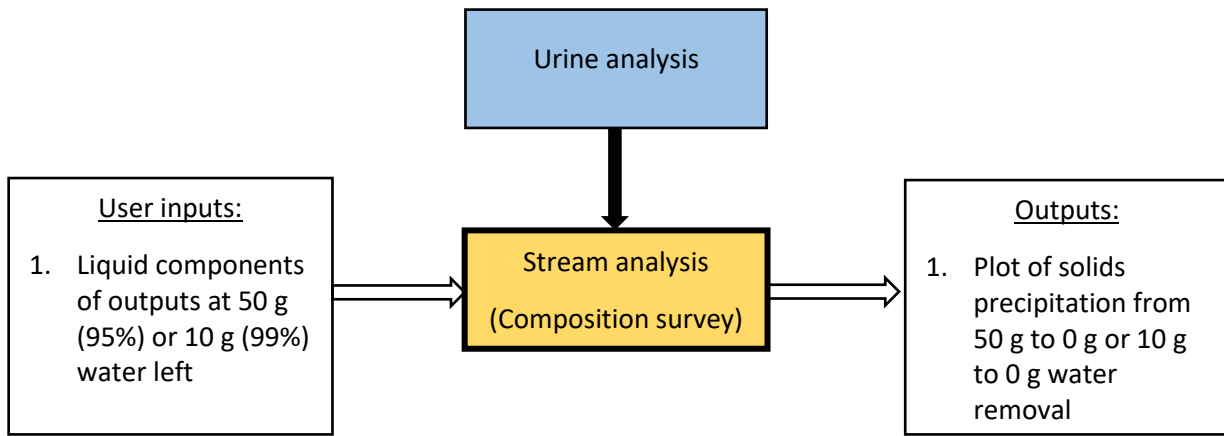 Urine analysis
User inputs:
1. Liquid components
of outputs at 50 g
(95%) or 10 g (99%)
water left
Stream analysis
(Composition survey)
Outputs:
1. Plot of solids
precipitation from
50 g to 0 g or 10 g
to 0 g water
removal